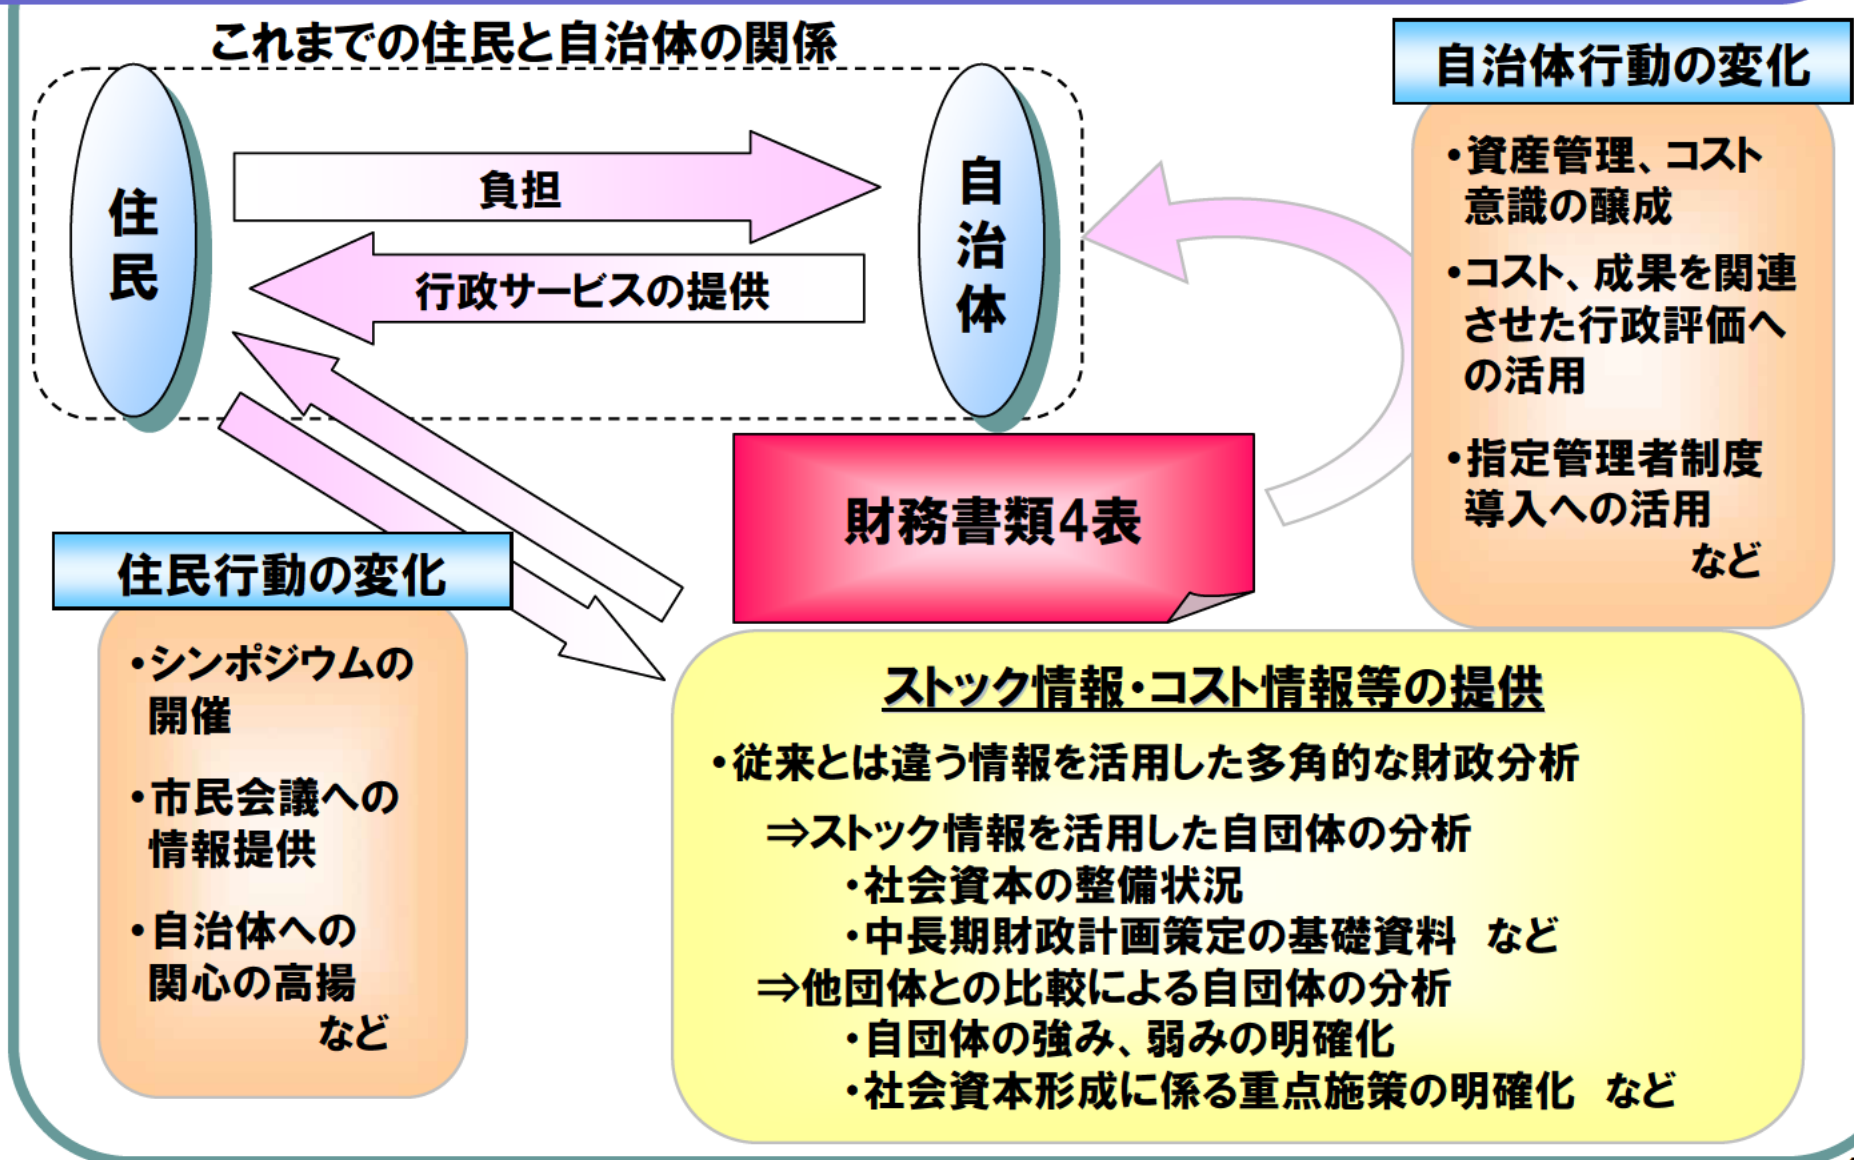 これまでの住民と自治体の関係
住民
負担
行政サービスの提供
自治体
自治体行動の変化
・資産管理、コスト
意識の醸成
・コスト、成果を関連
させた行政評価へ
の活用
・指定管理者制度
導入への活用
など
財務書類4表
住民行動の変化
・シンポジウムの
開催
・市民会議への
情報提供
・自治体への
関心の高揚
など
ストック情報・コスト情報等の提供
・従来とは違う情報を活用した多角的な財政分析
⇒ストック情報を活用した自団体の分析
・社会資本の整備状況
・中長期財政計画策定の基礎資料　など
⇒他団体との比較による自団体の分析
・自団体の強み、弱みの明確化
・社会資本形成に係る重点施策の明確化　など